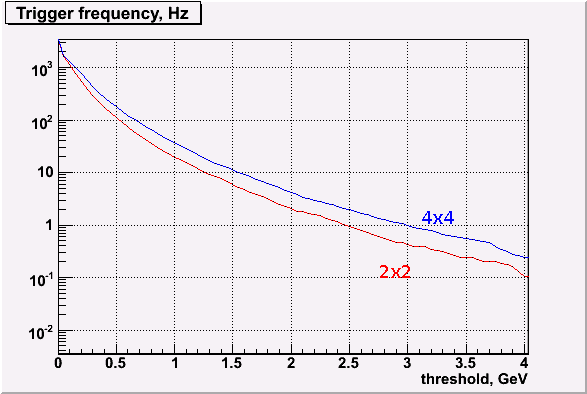 Trigger frequency, Hz
10³
10²
10
1
10⁻¹
10⁻²
4x4
2x2
0 0.5 1 1.5 2 2.5 3 3.5 4
threshold, GeV